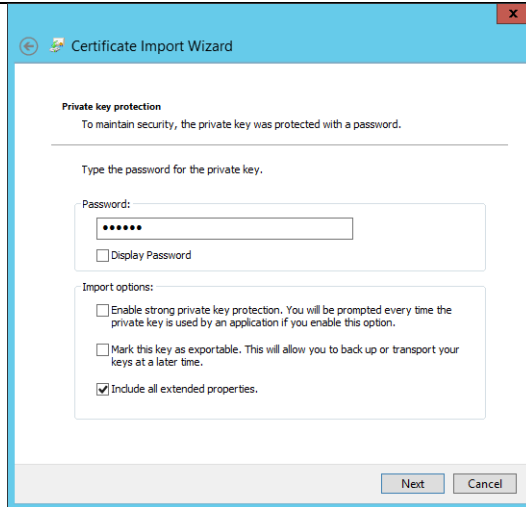 x
Certificate Import Wizard
Private key protection
To maintain security, the private key was protected with a password.
Type the password for the private key.
Password:
••••••
Display Password
Import options:
Enable strong private key protection. You will be prompted every time the
private key is used by an application if you enable this option.
Mark this key as exportable. This will allow you to back up or transport your
keys at a later time.
Include all extended properties.
Next Cancel